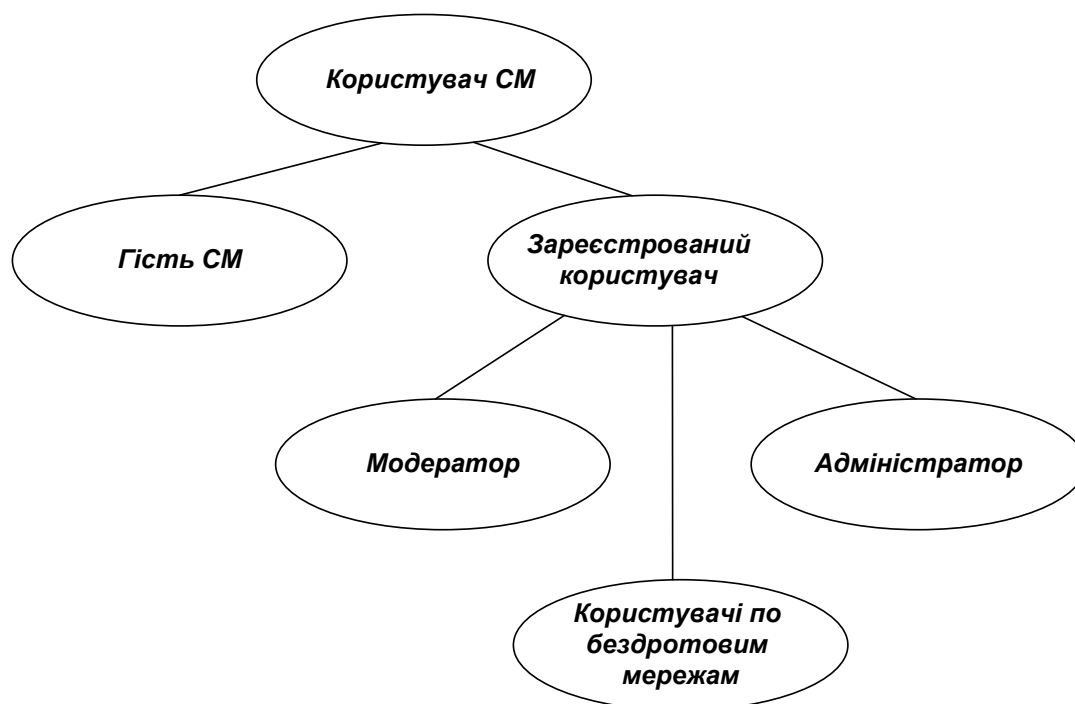 Користувач СМ
Гість СМ
Зареєстрований
користувач
Модератор
Адміністратор
Користувачі по
бездротовим
мережам